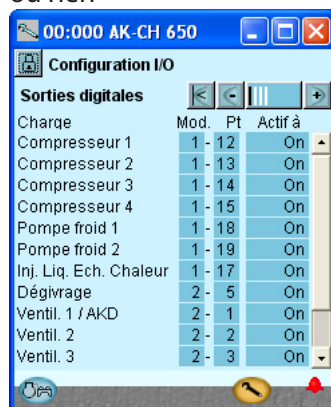 00:000 AK-CH 650
Configuration I/O
Sorties digitales
Charge Mod. Pt Actif à
Compresseur 1 1 - 12 On
Compresseur 2 1 - 13 On
Compresseur 3 1 - 14 On
Compresseur 4 1 - 15 On
Pompe froid 1 1 - 18 On
Pompe froid 2 1 - 19 On
Inj. Liq. Ech. Chaleur 1 - 17 On
Dégivrage 2 - 5 On
Ventil. 1 / AKD 2 - 1 On
Ventil. 2 2 - 2 On
Ventil. 3 2 - 3 On